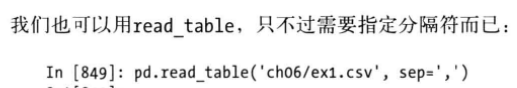 我们也可以用read_table，只不过需要指定分隔符而已：
In [849]: pd.read_table('ch06/ex1.csv', sep=',')